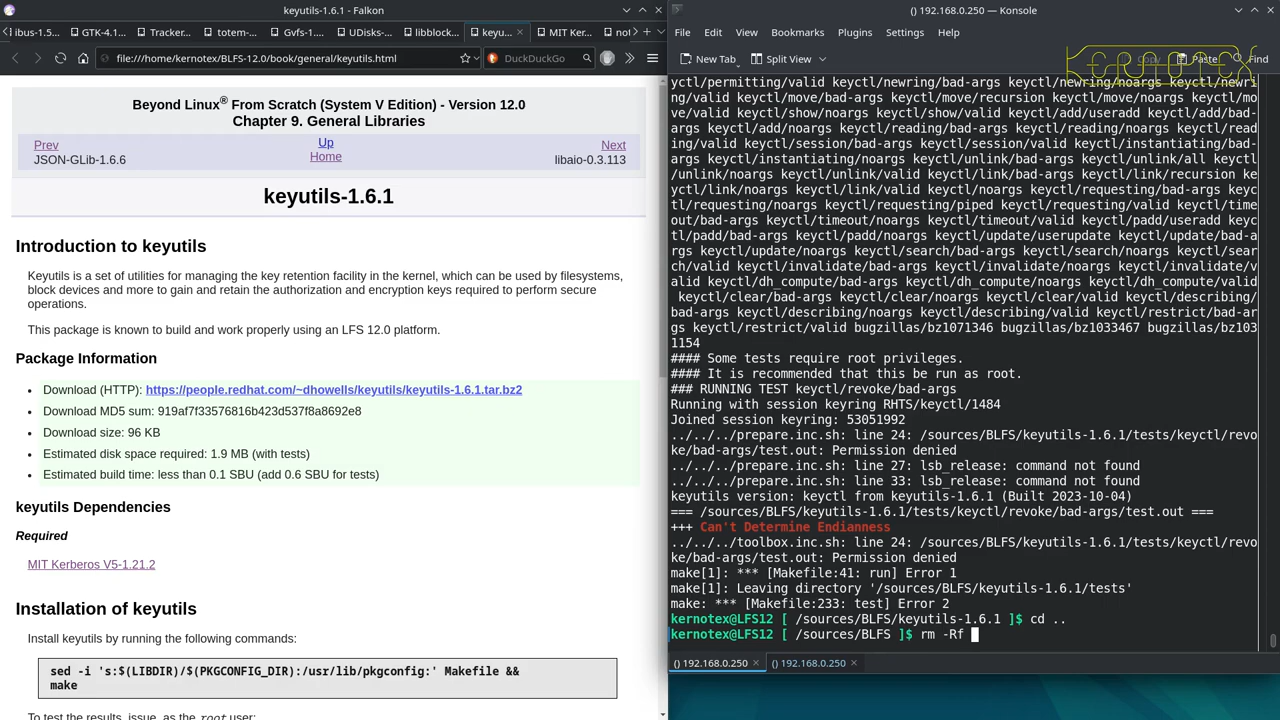 keyutils-1.6.1 - Falkon
libus-1.5...
GTK-4.1...
Tracker...
totem-...
Gvfs-1....
UDisks-...
libblock...
keyu...
MIT Ker...
not
file:///home/kernotex/BLFS-12.0/book/general/keyutils.html
DuckDuckGo
Beyond Linux® From Scratch (System V Edition) - Version 12.0
Chapter 9. General Libraries
Prev
Up
Next
JSON-GLib-1.6.6
Home
libaio-0.3.113
keyutils-1.6.1
Introduction to keyutils
Keyutils is a set of utilities for managing the key retention facility in the kernel, which can be used by filesystems,
block devices and more to gain and retain the authorization and encryption keys required to perform secure
operations.
This package is known to build and work properly using an LFS 12.0 platform.
Package Information
Download (HTTP): https://people.redhat.com/~dhowells/keyutils/keyutils-1.6.1.tar.bz2
Download MD5 sum: 919af7f33576816b423d537f8a8692e8
Download size: 96 KB
Estimated disk space required: 1.9 MB (with tests)
Estimated build time: less than 0.1 SBU (add 0.6 SBU for tests)
keyutils Dependencies
Required
MIT Kerberos V5-1.21.2
Installation of keyutils
Install keyutils by running the following commands:
sed -i 's:$(LIBDIR)/$(PKGCONFIG_DIR):/usr/lib/pkgconfig:' Makefile &&
make
To test the results, issue, as the root user:
() 192.168.0.250 — Konsole
File Edit View Bookmarks Plugins Settings Help
New Tab
Split View
Copy
Paste
Find
KERNOTEX
yctl/permitting/valid keyctl/newring/bad-args keyctl/newring/noargs keyctl/newri
ng/valid keyctl/move/bad-args keyctl/move/recursion keyctl/move/noargs keyctl/mo
ve/valid keyctl/show/noargs keyctl/show/valid keyctl/add/useradd keyctl/add/bad-
args keyctl/add/noargs keyctl/reading/bad-args keyctl/reading/noargs keyctl/read
ing/valid keyctl/session/bad-args keyctl/session/valid keyctl/instantiating/bad-
args keyctl/instantiating/noargs keyctl/unlink/bad-args keyctl/unlink/all keyctl
/unlink/noargs keyctl/unlink/valid keyctl/link/bad-args keyctl/link/recursion ke
yctl/link/noargs keyctl/link/valid keyctl/noargs keyctl/requesting/bad-args keyc
tl/requesting/noargs keyctl/requesting/piped keyctl/requesting/valid keyctl/time
out/bad-args keyctl/timeout/noargs keyctl/timeout/valid keyctl/padd/useradd keyc
tl/padd/bad-args keyctl/padd/noargs keyctl/update/userupdate keyctl/update/bad-a
rgs keyctl/update/noargs keyctl/search/bad-args keyctl/search/noargs keyctl/sear
ch/valid keyctl/invalidate/bad-args keyctl/invalidate/noargs keyctl/invalidate/v
alid keyctl/dh_compute/bad-args keyctl/dh_compute/noargs keyctl/dh_compute/valid
keyctl/clear/bad-args keyctl/clear/noargs keyctl/clear/valid keyctl/describing/
bad-args keyctl/describing/noargs keyctl/describing/valid keyctl/restrict/bad-ar
gs keyctl/restrict/noargs keyctl/restrict/valid bugzillas/bz1071346 bugzillas/bz1033467 bugzillas/bz103
1154
#### Some tests require root privileges.
#### It is recommended that this be run as root.
### RUNNING TEST keyctl/revoke/bad-args
Running with session keyring RHTS/keyctl/1484
Joined session keyring: 53051992
../../../prepare.inc.sh: line 24: /sources/BLFS/keyutils-1.6.1/tests/keyctl/revo
ke/bad-args/test.out: Permission denied
../../../prepare.inc.sh: line 27: lsb_release: command not found
../../../prepare.inc.sh: line 33: lsb_release: command not found
keyutils version: keyctl from keyutils-1.6.1 (Built 2023-10-04)
=== /sources/BLFS/keyutils-1.6.1/tests/keyctl/revoke/bad-args/test.out ===
+++ Can't Determine Endianness
../../../toolbox.inc.sh: line 24: /sources/BLFS/keyutils-1.6.1/tests/keyctl/revo
ke/bad-args/test.out: Permission denied
make[1]: *** [Makefile:41: run] Error 1
make[1]: Leaving directory '/sources/BLFS/keyutils-1.6.1/tests'
make: *** [Makefile:233: test] Error 2
kernotex@LFS12 [ /sources/BLFS/keyutils-1.6.1 ]$ cd ..
kernotex@LFS12 [ /sources/BLFS ]$ rm -Rf
() 192.168.0.250
() 192.168.0.250